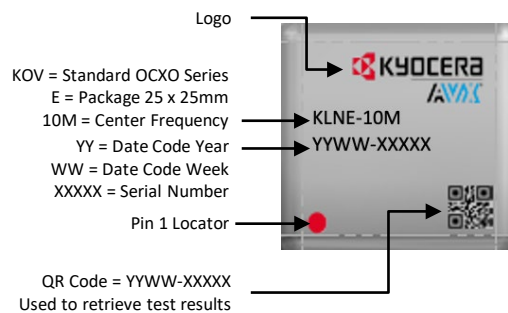 Logo
KOV = Standard OCXO Series
E = Package 25 x 25mm
10M = Center Frequency
YY = Date Code Year
WW = Date Code Week
XXXXX = Serial Number
Pin 1 Locator
QR Code = YYWW-XXXXX
Used to retrieve test results
KYOCERA
AVX
KLNE-10M
YYWW-XXXXX